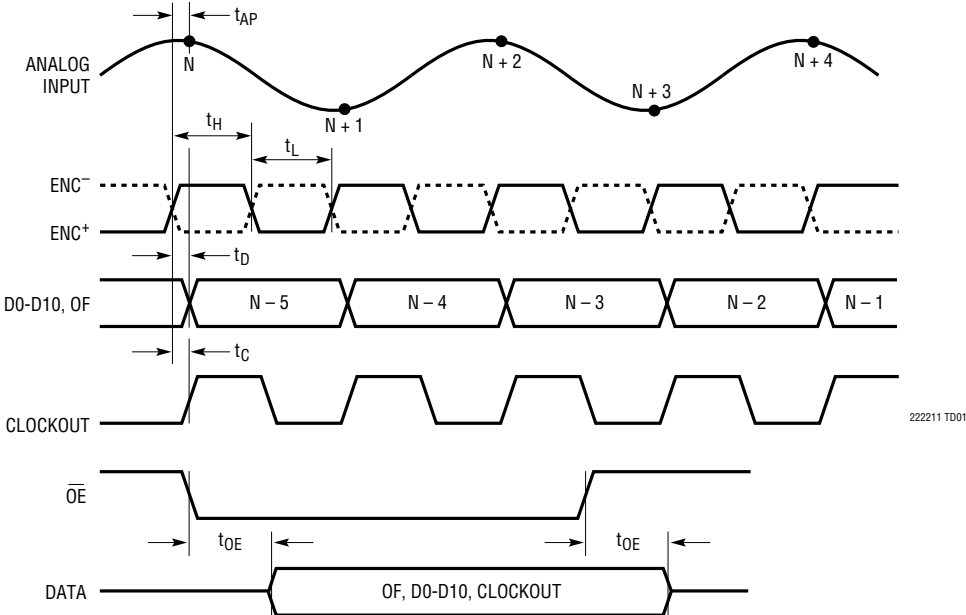 tAP
ANALOG
INPUT
N
N + 1
N + 2
N + 3
N + 4
tH
tL
ENC–
ENC+
tD
D0-D10, OF
N – 5
N – 4
N – 3
N – 2
N – 1
tC
CLOCKOUT
222211 TD01
OE
tOE
tOE
DATA
OF, D0-D10, CLOCKOUT